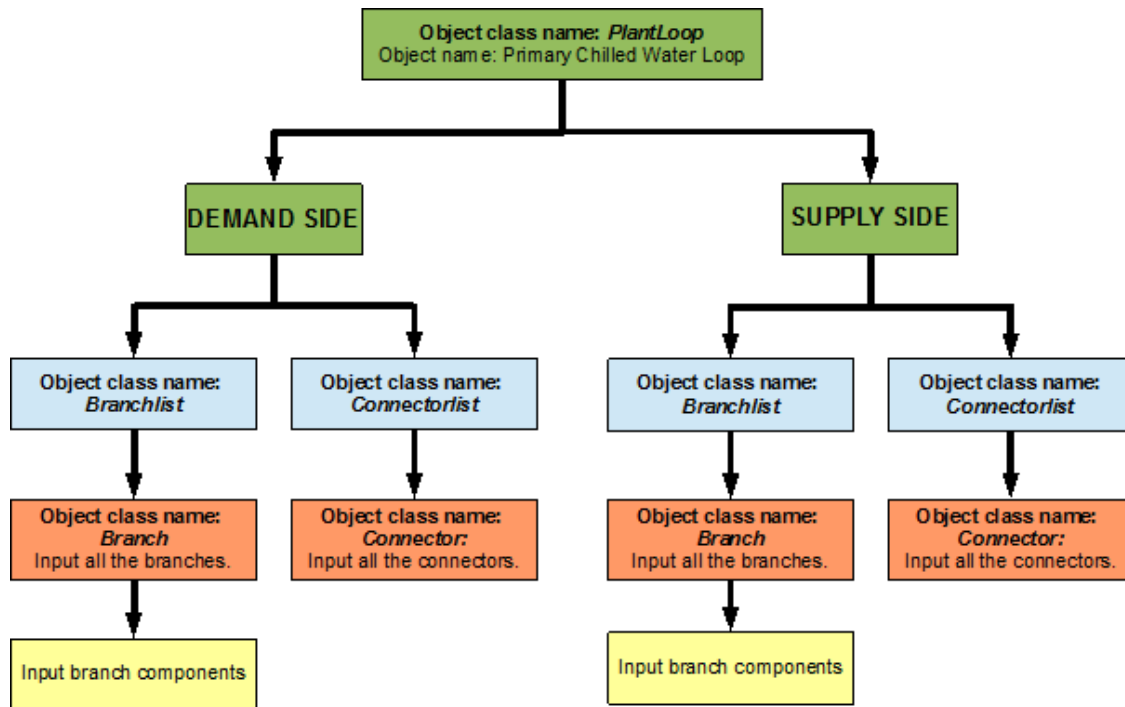 Object class name: PlantLoop
Object name: Primary Chilled Water Loop
DEMAND SIDE
SUPPLY SIDE
Object class name:
Branchlist
Object class name:
Connectorlist
Object class name:
Branchlist
Object class name:
Connectorlist
Object class name:
Branch
Input all the branches.
Object class name:
Connector:
Input all the connectors.
Object class name:
Branch
Input all the branches.
Object class name:
Connector:
Input all the connectors.
Input branch components
Input branch components